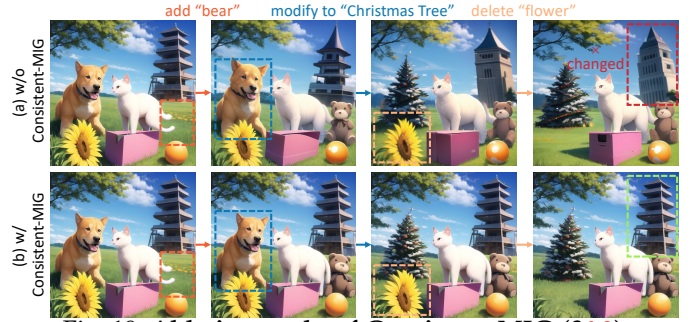 add "bear" modify to "Christmas Tree" delete "flower"
(a) w/o
Consistent-MIG
changed
(b) w/
Consistent-MIG